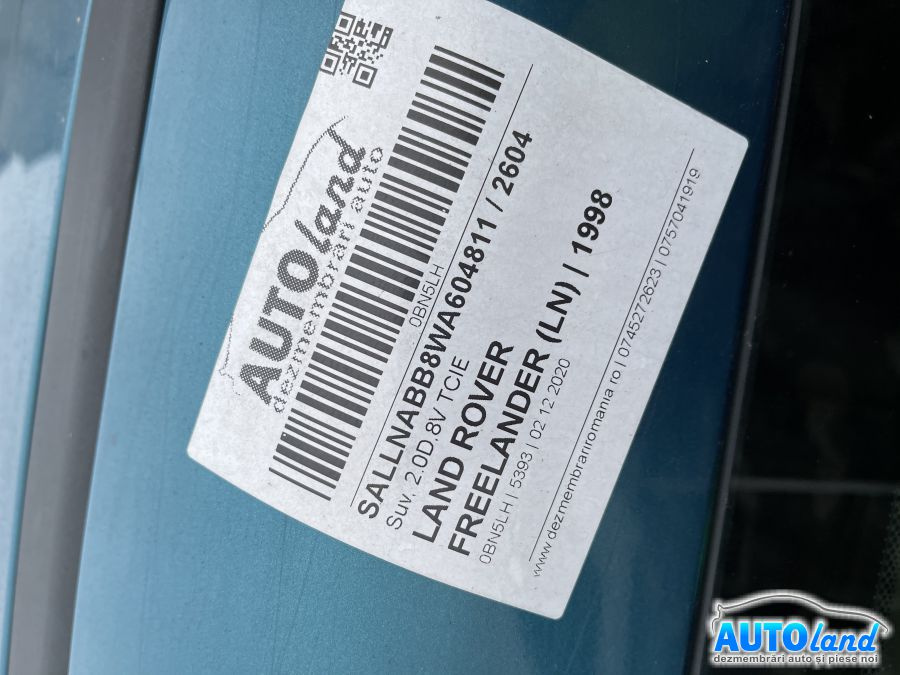 AUTOland
dezmembrari auto
0BN5LH
SALLNABB8WA604811 / 2604
Suv, 2.0D.8V TCIE
LAND ROVER
FREELANDER (LN) | 1998
0BN5LH | 5393 | 02 12 2020
www.dezmembrariromania.ro | 0745272623 | 0757041919
AUTOland
dezmembrări auto și piese noi